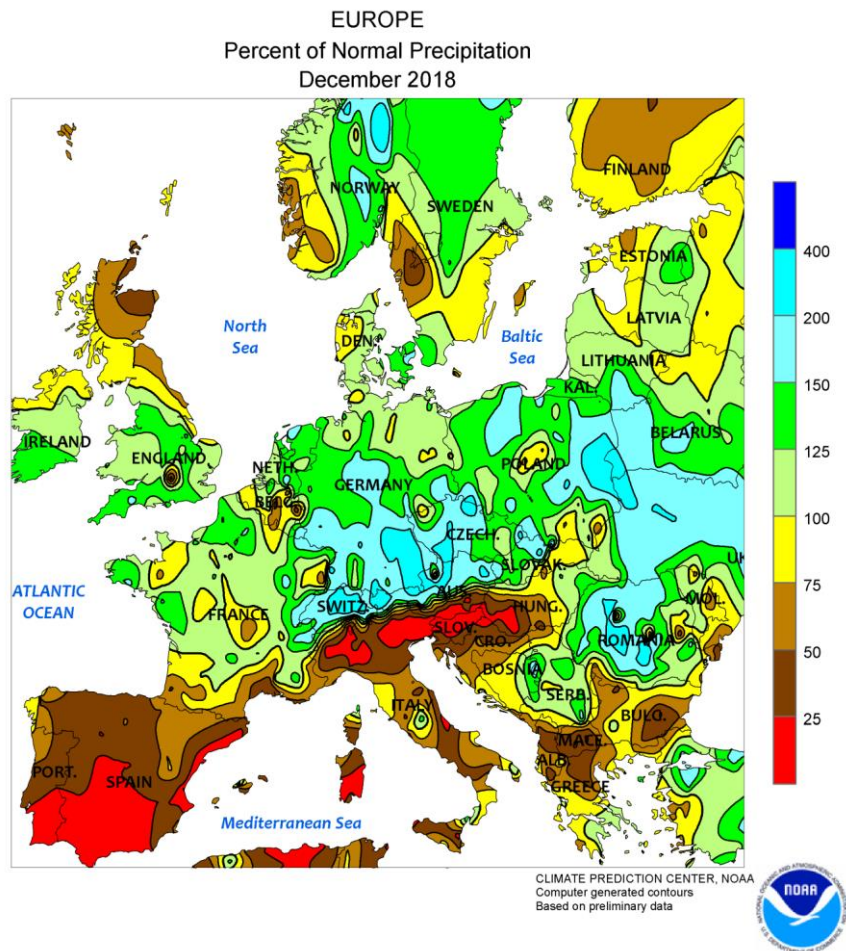 EUROPE
Percent of Normal Precipitation
December 2018
FINLAND
NORWAY
SWEDEN
ESTONIA
North
Sea
LATVIA
DEN.
Baltic
Sea
LITHUANIA
KAL.
IRELAND
ENGLAND
BELARUS
NETH.
POLAND
GERMANY
BELG.
CZECH.
SLOVAK.
UK
ATLANTIC
OCEAN
AUS.
FRANCE
SWITZ.
HUNG.
MOL.
SLOV.
CRO.
ROMANIA
BOSNIA
SERB.
ITALY
BULG.
MACE.
PORT.
SPAIN
ALB.
GREECE
Mediterranean Sea
400
200
150
125
100
75
50
25
CLIMATE PREDICTION CENTER, NOAA
Computer generated contours
Based on preliminary data
NOAA